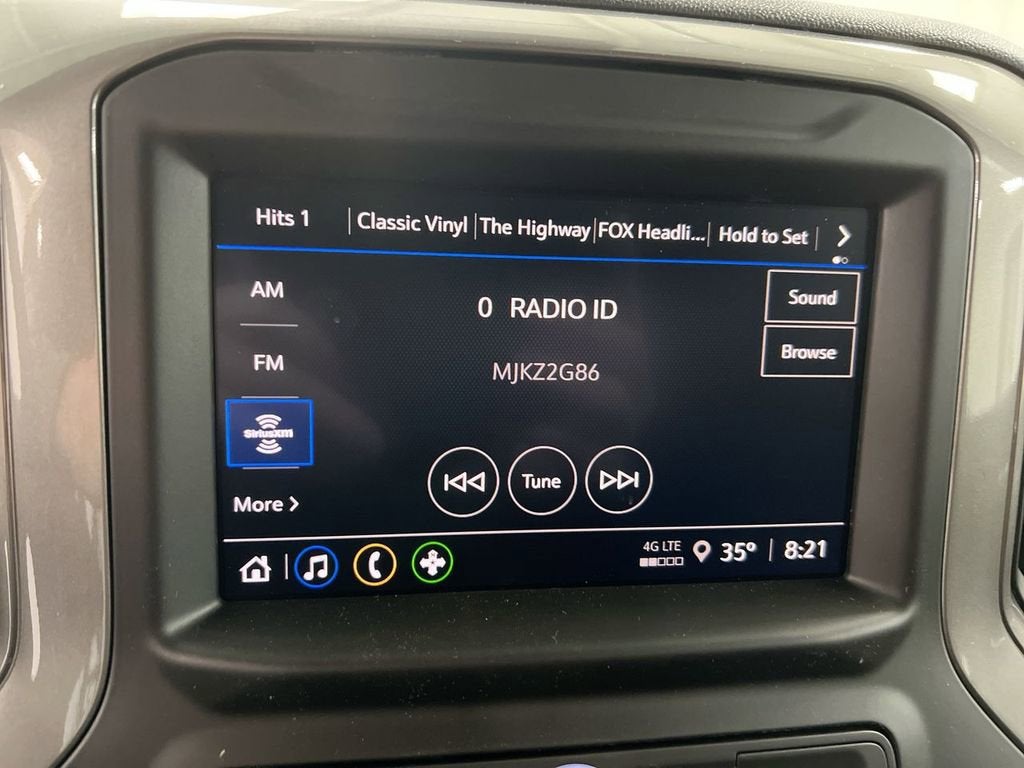 Hits 1 Classic Vinyl The Highway FOX Headli... Hold to Set
AM
0 RADIO ID
Sound
FM
MJKZ2G86
Browse
SiriusXM
Tune
More
4G LTE 35° 8:21